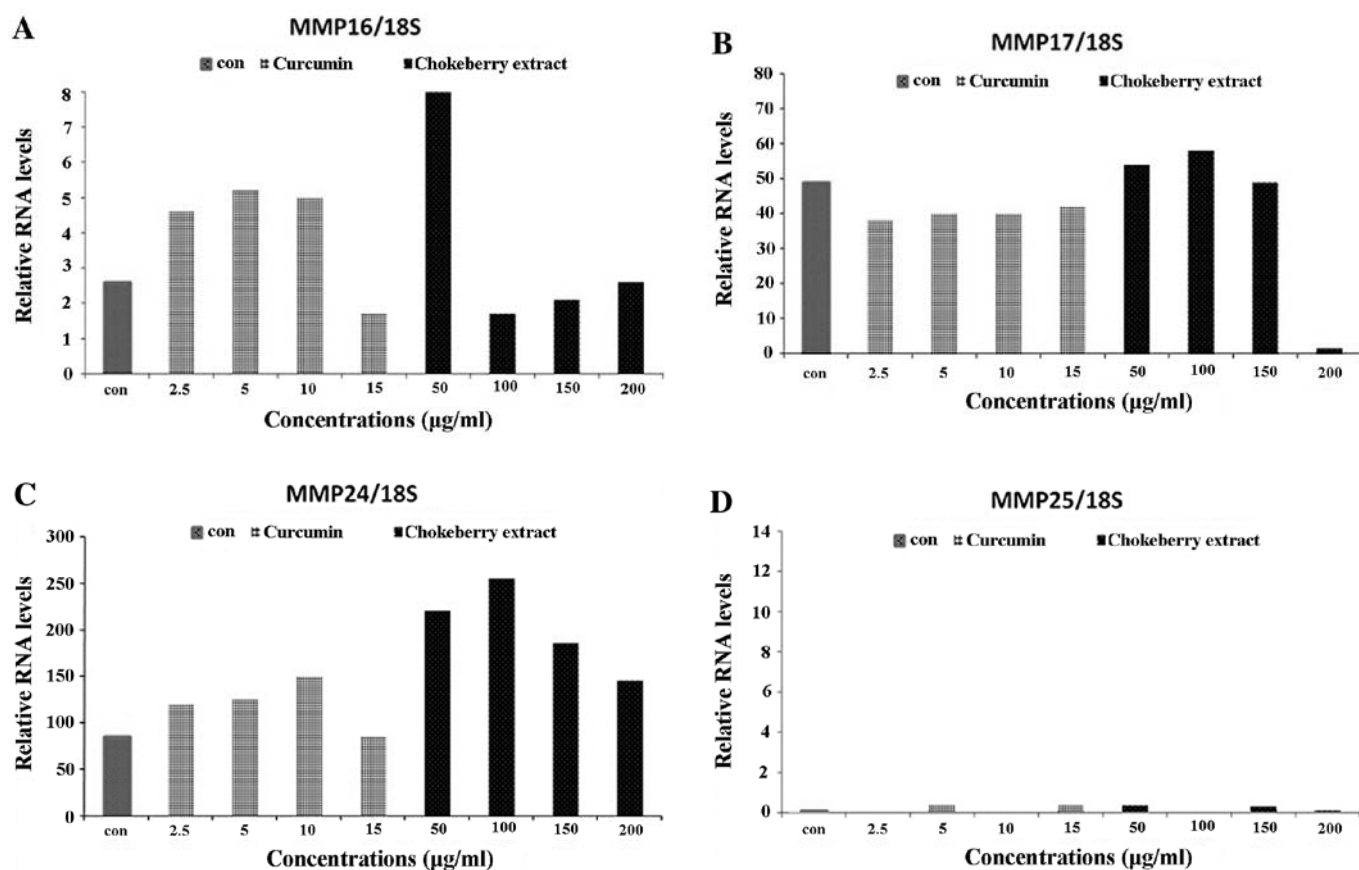 A
MMP16/18S
con Curcumin Chokeberry extract
Relative RNA levels
8
7
6
5
4
3
2
1
0
con 2.5 5 10 15 50 100 150 200
Concentrations (µg/ml)
B
MMP17/18S
con Curcumin Chokeberry extract
Relative RNA levels
80
70
60
50
40
30
20
10
0
con 2.5 5 10 15 50 100 150 200
Concentrations (µg/ml)
C
MMP24/18S
con Curcumin Chokeberry extract
Relative RNA levels
300
250
200
150
100
50
0
con 2.5 5 10 15 50 100 150 200
Concentrations (µg/ml)
D
MMP25/18S
con Curcumin Chokeberry extract
Relative RNA levels
14
12
10
8
6
4
2
0
con 2.5 5 10 15 50 100 150 200
Concentrations (µg/ml)